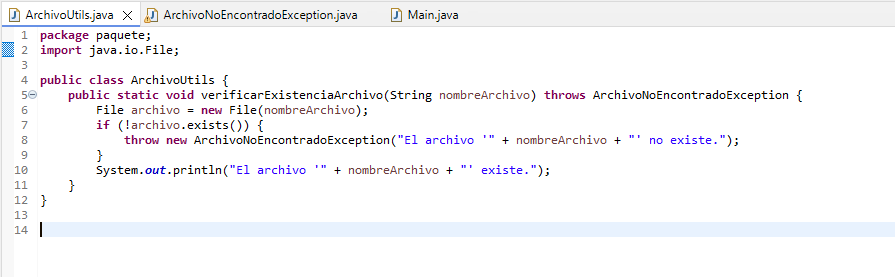 ArchivoUtils.java ArchivoNoEncontradoException.java Main.java
1 package paquete;
2 import java.io.File;
3
4 public class ArchivoUtils {
5 public static void verificarExistenciaArchivo(String nombreArchivo) throws ArchivoNoEncontradoException {
6 File archivo = new File(nombreArchivo);
7 if (!archivo.exists()) {
8 throw new ArchivoNoEncontradoException("El archivo '" + nombreArchivo + "' no existe.");
9 }
10 System.out.println("El archivo '" + nombreArchivo + "' existe.");
11 }
12 }
13
14